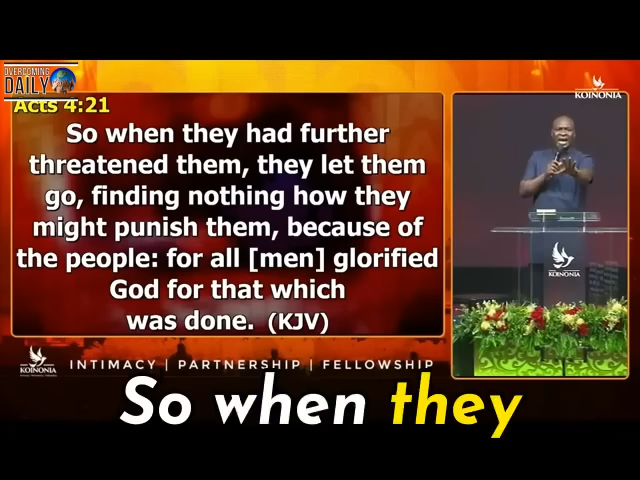 OVERCOMING
DAILY
Acts 4:21
So when they had further
threatened them, they let them
go, finding nothing how they
might punish them, because of
the people: for all [men] glorified
God for that which
was done. (KJV)
KOINONIA
KOINONIA
KOINONIA
INTIMACY | PARTNERSHIP | FELLOWSHIP
So when they